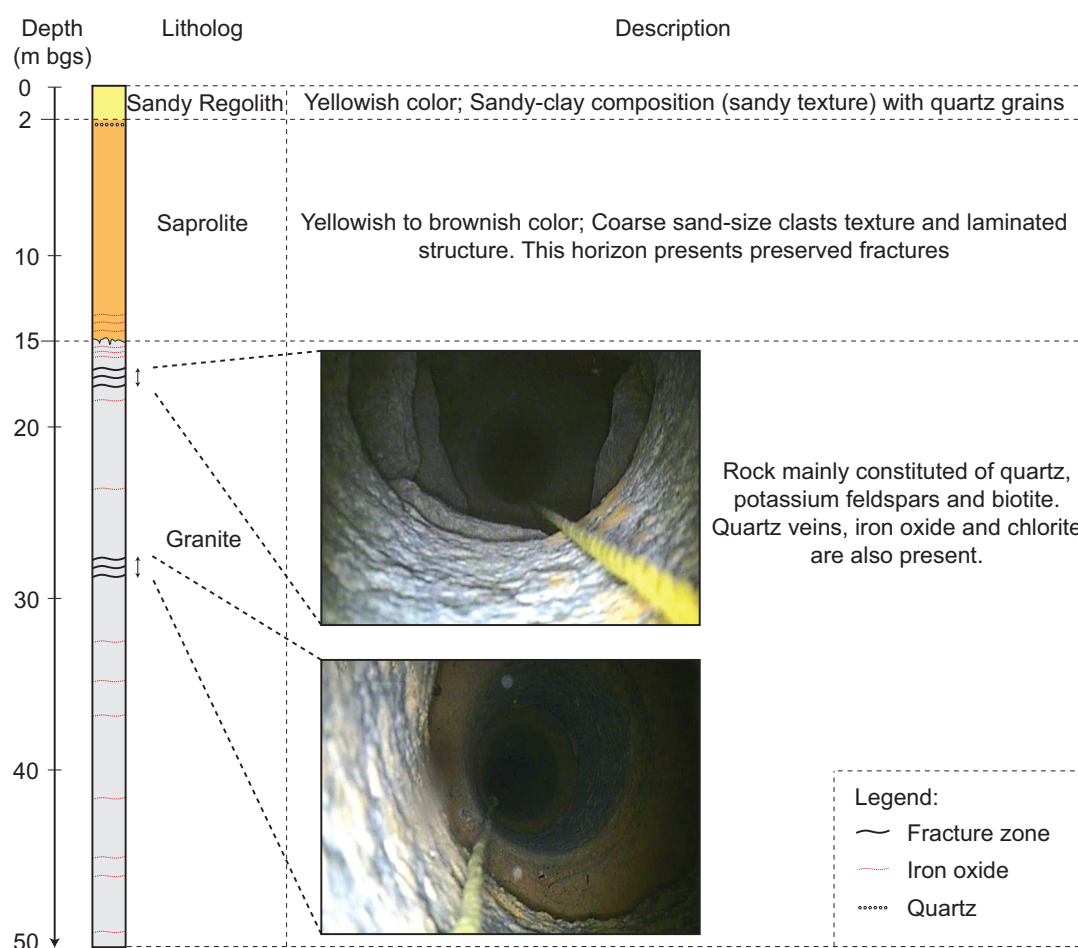 Depth
(m bgs)
Litholog
Description
0
Sandy Regolith
Yellowish color; Sandy-clay composition (sandy texture) with quartz grains
2
Saprolite
Yellowish to brownish color; Coarse sand-size clasts texture and laminated
structure. This horizon presents preserved fractures
10
15
20
Granite
Rock mainly constituted of quartz,
potassium feldspars and biotite.
Quartz veins, iron oxide and chlorite
are also present.
30
40
50
Legend:
Fracture zone
Iron oxide
Quartz